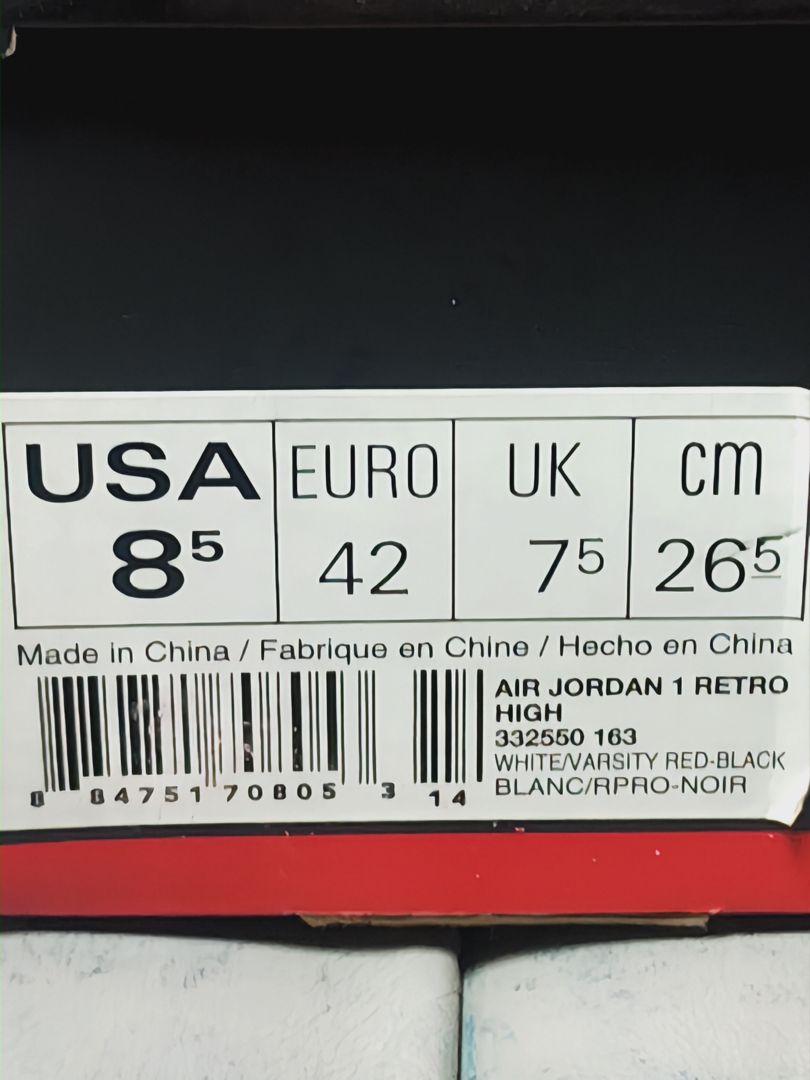 USA EURO UK cm
8⁵ 42 7⁵ 26⁵
Made in China / Fabrique en Chine / Hecho en China
AIR JORDAN 1 RETRO
HIGH
332550 163
WHITE/VARSITY RED-BLACK
BLANC/RPRO-NOIR
8 84751 70805 3 14